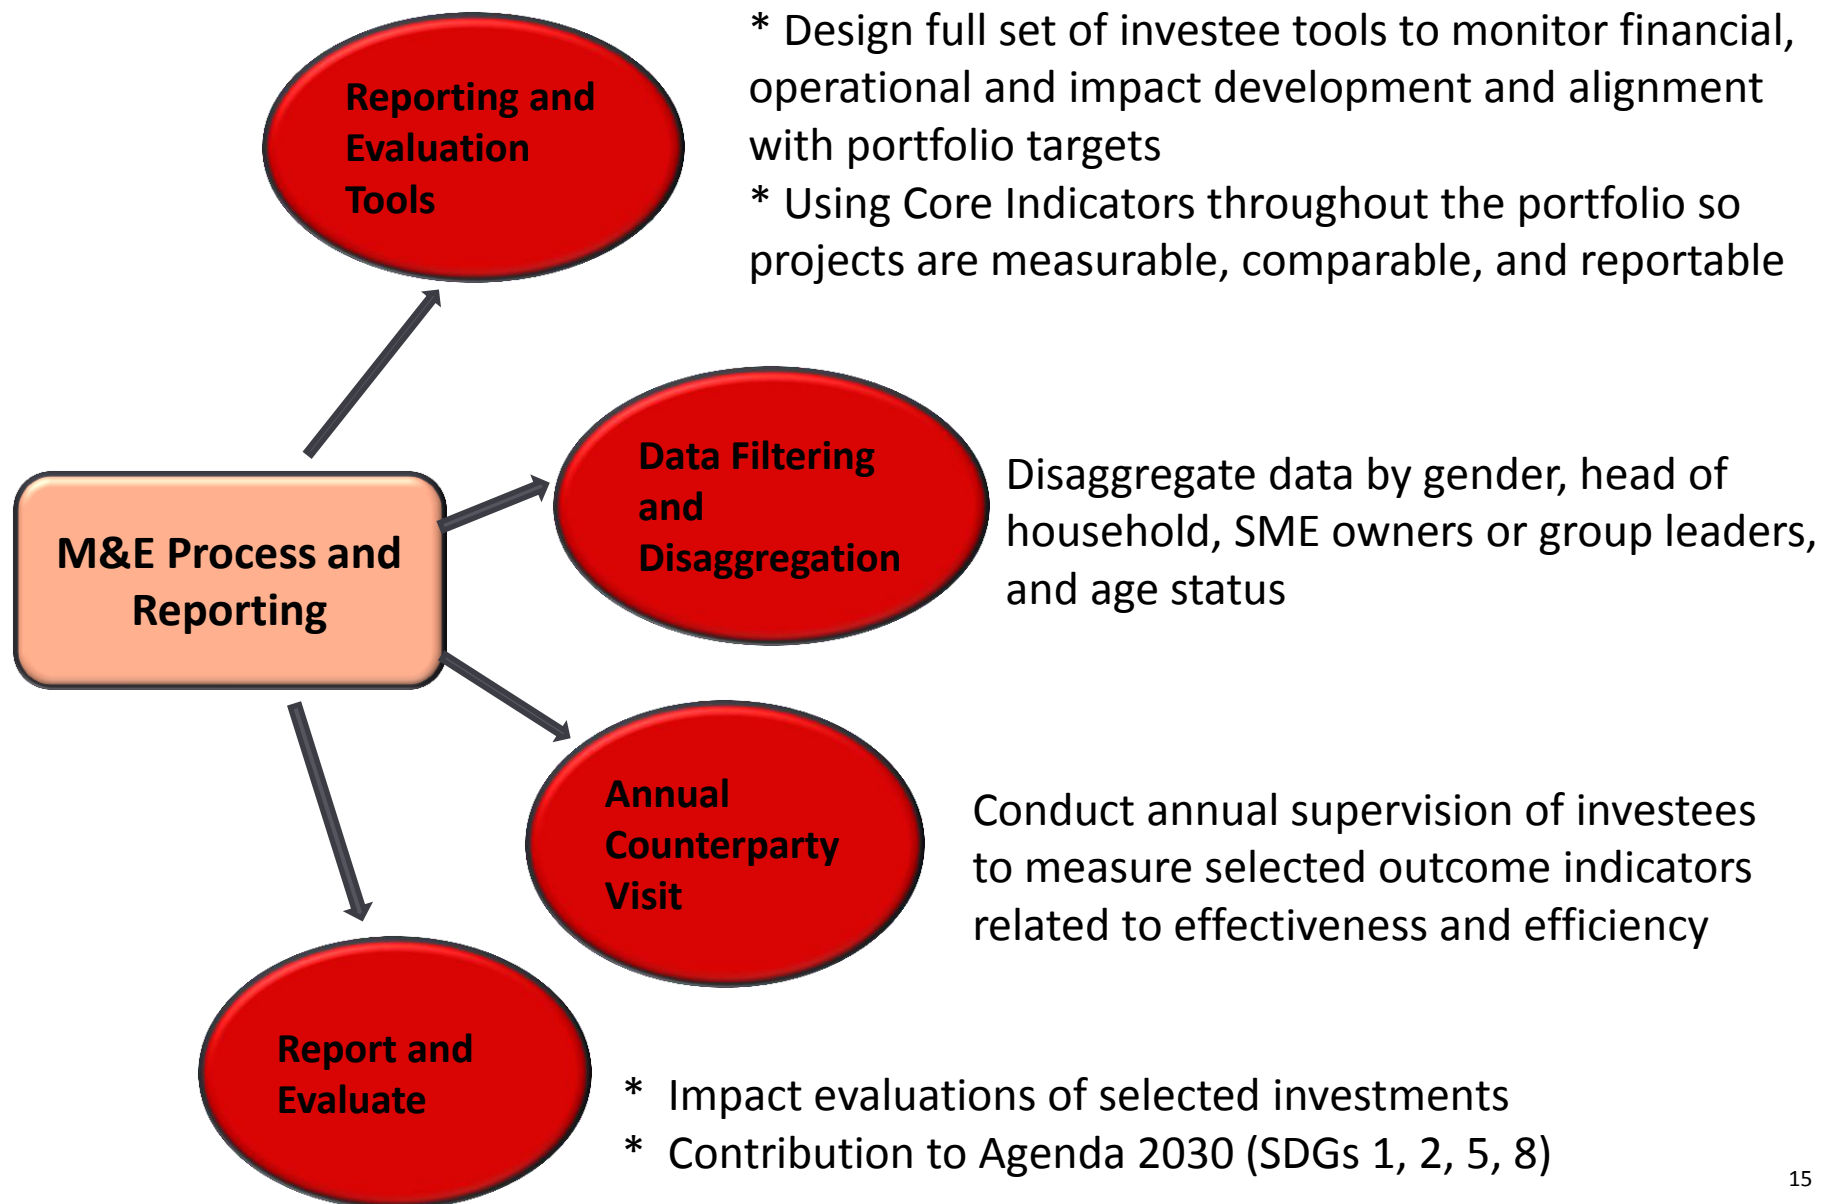 Reporting and
Evaluation
Tools
* Design full set of investee tools to monitor financial,
operational and impact development and alignment
with portfolio targets
* Using Core Indicators throughout the portfolio so
projects are measurable, comparable, and reportable
M&E Process and
Reporting
Data Filtering
and
Disaggregation
Disaggregate data by gender, head of
household, SME owners or group leaders,
and age status
Annual
Counterparty
Visit
Conduct annual supervision of investees
to measure selected outcome indicators
related to effectiveness and efficiency
Report and
Evaluate
* Impact evaluations of selected investments
* Contribution to Agenda 2030 (SDGs 1, 2, 5, 8)
15